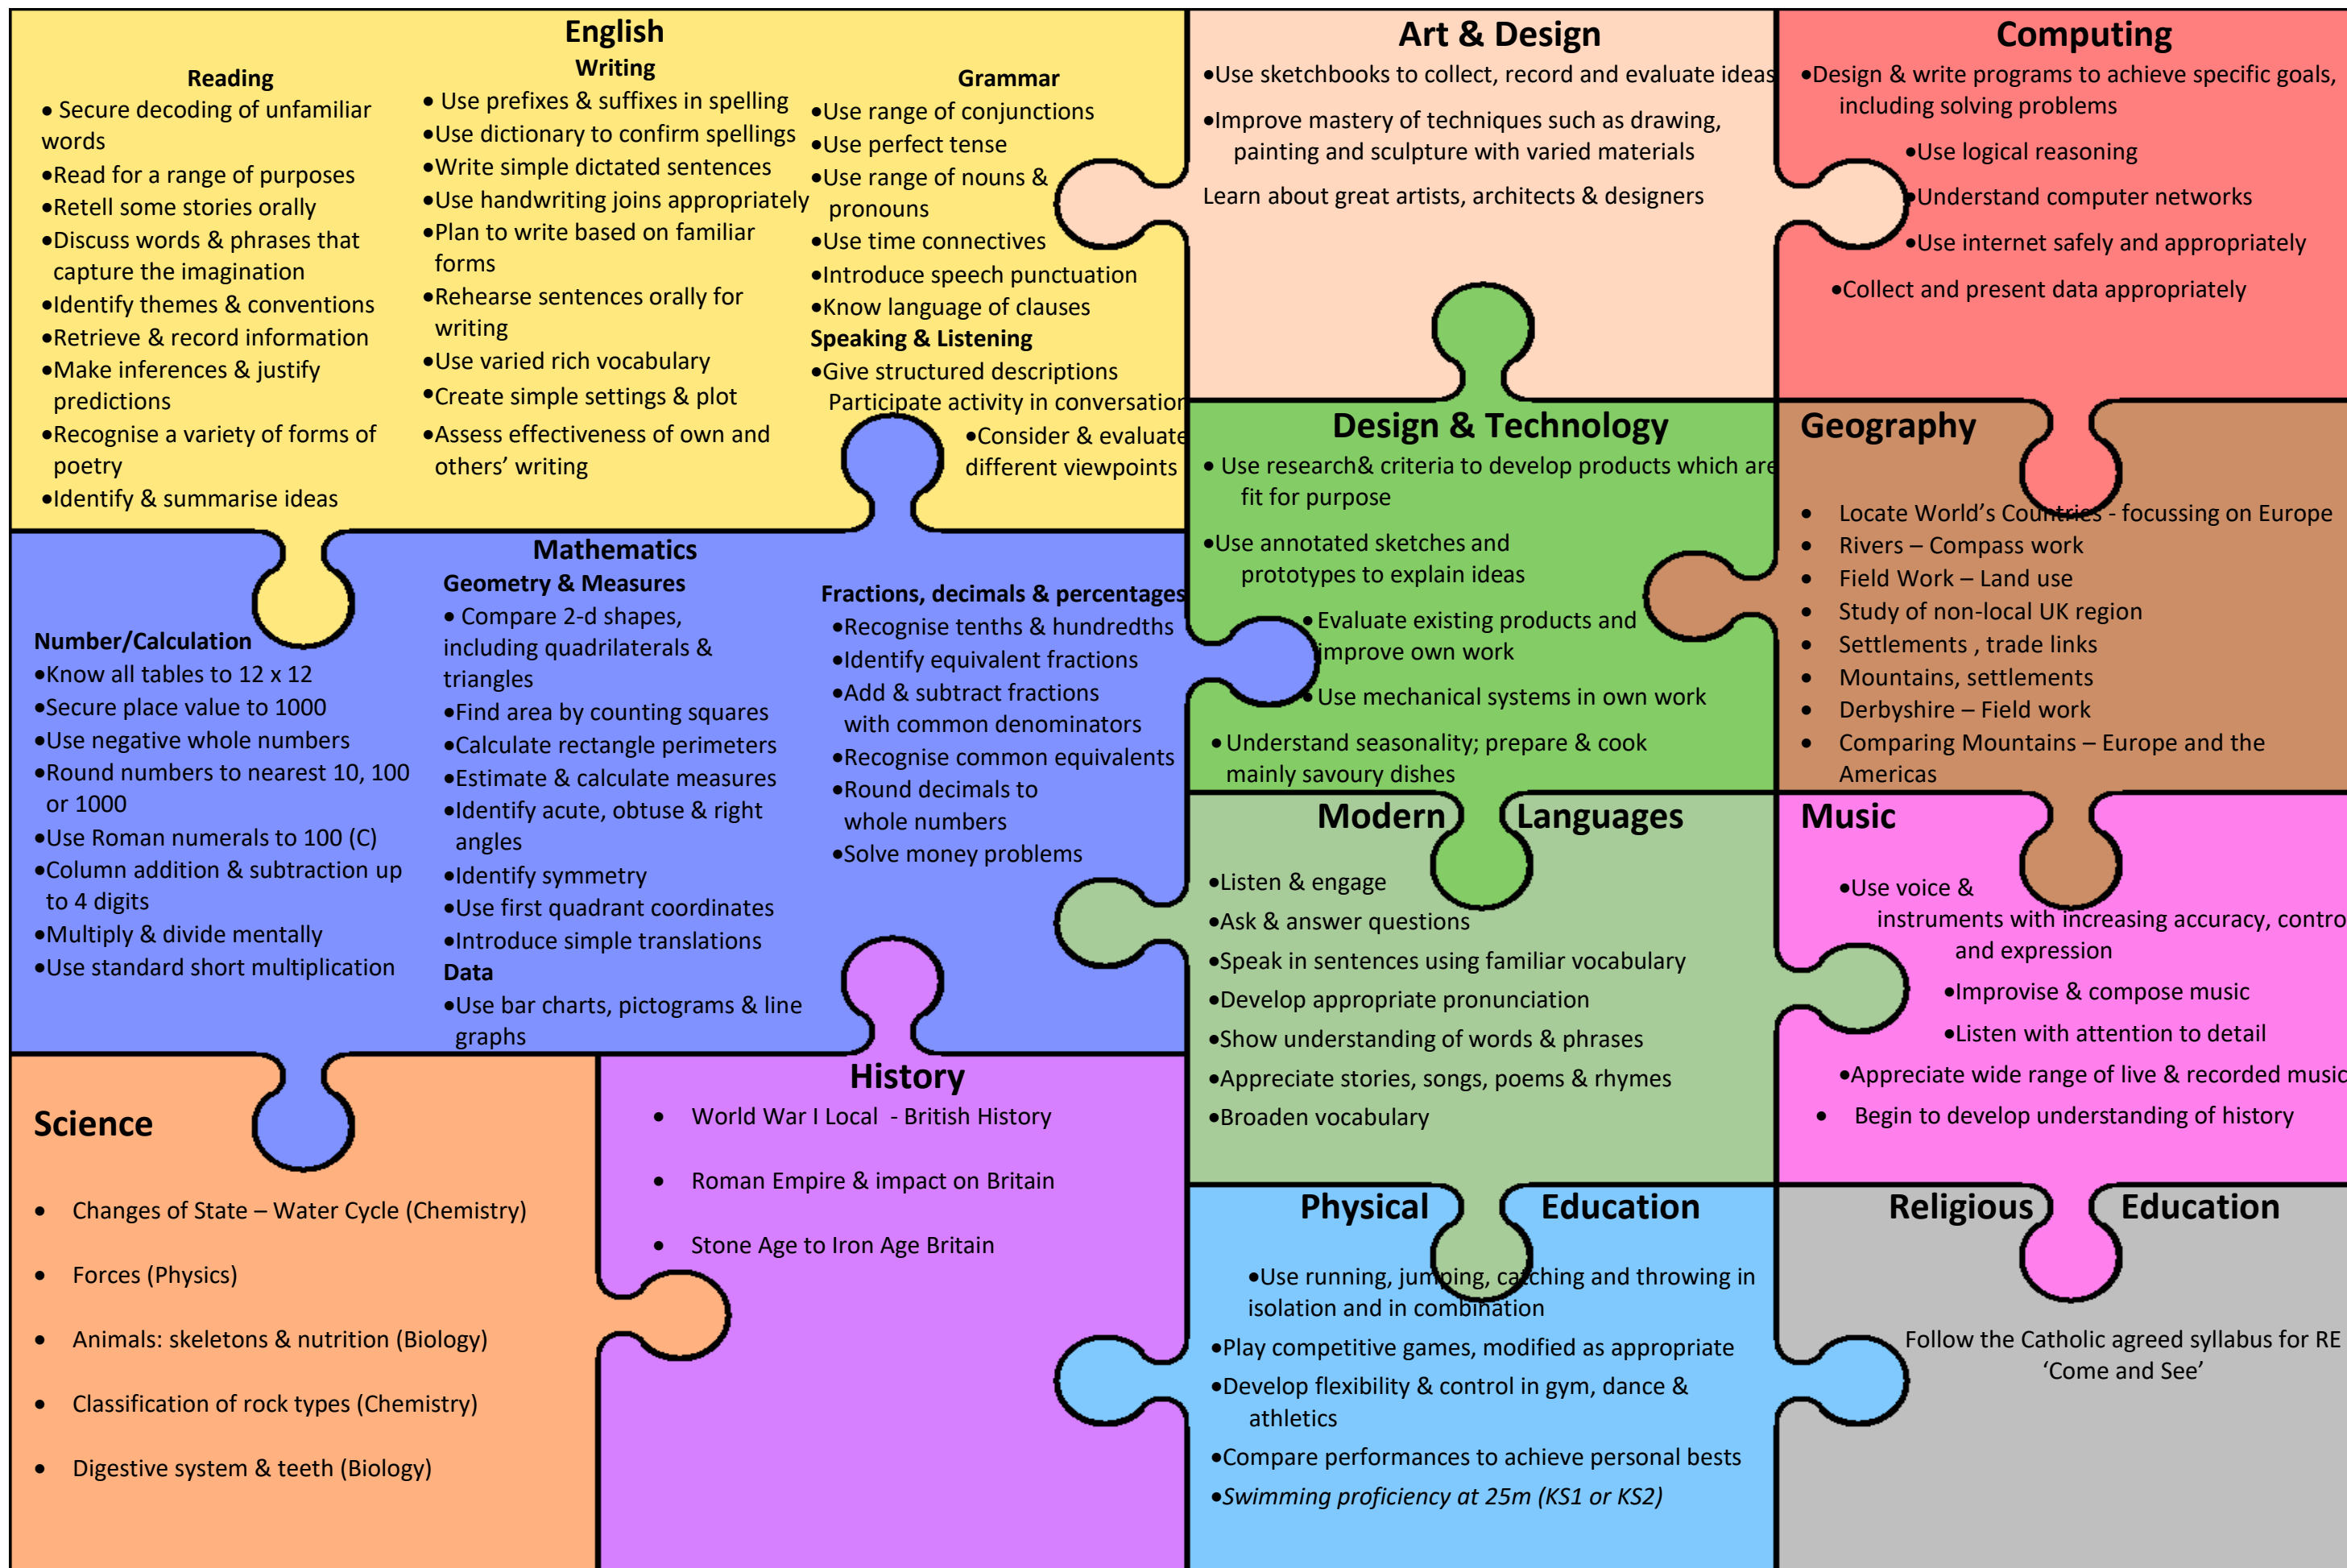 English
Reading
• Secure decoding of unfamiliar
words
•Read for a range of purposes
•Retell some stories orally
•Discuss words & phrases that
capture the imagination
•Identify themes & conventions
•Retrieve & record information
•Make inferences & justify
predictions
•Recognise a variety of forms of
poetry
•Identify & summarise ideas
Writing
• Use prefixes & suffixes in spelling
•Use dictionary to confirm spellings
•Write simple dictated sentences
•Use handwriting joins appropriately
•Plan to write based on familiar
forms
•Rehearse sentences orally for
writing
•Use varied rich vocabulary
•Create simple settings & plot
•Assess effectiveness of own and
others’ writing
Grammar
•Use range of conjunctions
•Use perfect tense
•Use range of nouns &
pronouns
•Use time connectives
•Introduce speech punctuation
•Know language of clauses
Speaking & Listening
•Give structured descriptions
Participate activity in conversation
•Consider & evaluate
different viewpoints
Art & Design
•Use sketchbooks to collect, record and evaluate ideas
•Improve mastery of techniques such as drawing,
painting and sculpture with varied materials
Learn about great artists, architects & designers
Computing
•Design & write programs to achieve specific goals,
including solving problems
•Use logical reasoning
•Understand computer networks
•Use internet safely and appropriately
•Collect and present data appropriately
Mathematics
Number/Calculation
•Know all tables to 12 x 12
•Secure place value to 1000
•Use negative whole numbers
•Round numbers to nearest 10, 100
or 1000
•Use Roman numerals to 100 (C)
•Column addition & subtraction up
to 4 digits
•Multiply & divide mentally
•Use standard short multiplication
Geometry & Measures
• Compare 2-d shapes,
including quadrilaterals &
triangles
•Find area by counting squares
•Calculate rectangle perimeters
•Estimate & calculate measures
•Identify acute, obtuse & right
angles
•Identify symmetry
•Use first quadrant coordinates
•Introduce simple translations
Data
•Use bar charts, pictograms & line
graphs
Fractions, decimals & percentages
•Recognise tenths & hundredths
•Identify equivalent fractions
•Add & subtract fractions
with common denominators
•Recognise common equivalents
•Round decimals to
whole numbers
•Solve money problems
Design & Technology
• Use research& criteria to develop products which are
fit for purpose
•Use annotated sketches and
prototypes to explain ideas
•Evaluate existing products and
improve own work
•Use mechanical systems in own work
•Understand seasonality; prepare & cook
mainly savoury dishes
Geography
• Locate World’s Countries - focussing on Europe
• Rivers – Compass work
• Field Work – Land use
• Study of non-local UK region
• Settlements , trade links
• Mountains, settlements
• Derbyshire – Field work
• Comparing Mountains – Europe and the
Americas
Modern Languages
•Listen & engage
•Ask & answer questions
•Speak in sentences using familiar vocabulary
•Develop appropriate pronunciation
•Show understanding of words & phrases
•Appreciate stories, songs, poems & rhymes
•Broaden vocabulary
Music
•Use voice &
instruments with increasing accuracy, contro
and expression
•Improvise & compose music
•Listen with attention to detail
•Appreciate wide range of live & recorded music
• Begin to develop understanding of history
Science
• Changes of State – Water Cycle (Chemistry)
• Forces (Physics)
• Animals: skeletons & nutrition (Biology)
• Classification of rock types (Chemistry)
• Digestive system & teeth (Biology)
History
• World War I Local - British History
• Roman Empire & impact on Britain
• Stone Age to Iron Age Britain
Physical Education
•Use running, jumping, catching and throwing in
isolation and in combination
•Play competitive games, modified as appropriate
•Develop flexibility & control in gym, dance &
athletics
•Compare performances to achieve personal bests
•Swimming proficiency at 25m (KS1 or KS2)
Religious Education
Follow the Catholic agreed syllabus for RE
‘Come and See’